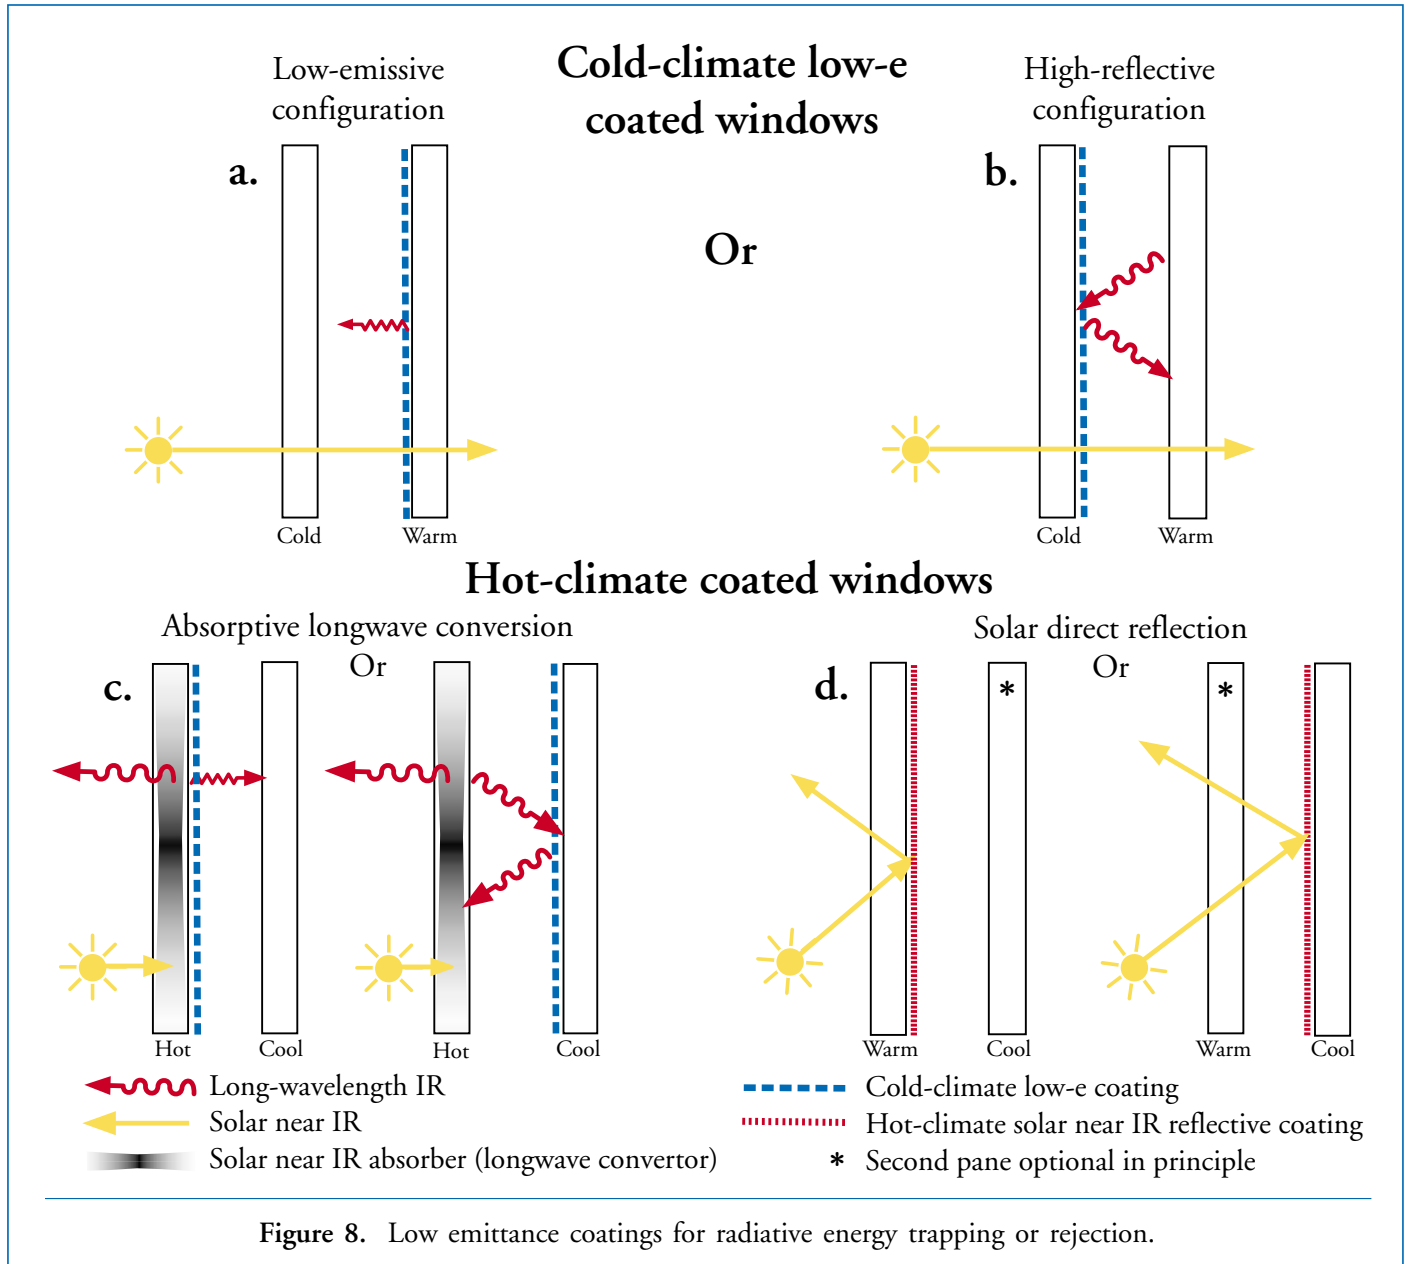 Cold-climate low-e
coated windows
Low-emissive
configuration
High-reflective
configuration
a.
b.
Or
Cold
Warm
Cold
Warm
Hot-climate coated windows
Absorptive longwave conversion
Or
Solar direct reflection
Or
c.
d.
*
*
Hot
Cool
Hot
Cool
Warm
Cool
Warm
Cool
Long-wavelength IR
Solar near IR
Solar near IR absorber (longwave convertor)
Cold-climate low-e coating
Hot-climate solar near IR reflective coating
* Second pane optional in principle
Figure 8. Low emittance coatings for radiative energy trapping or rejection.